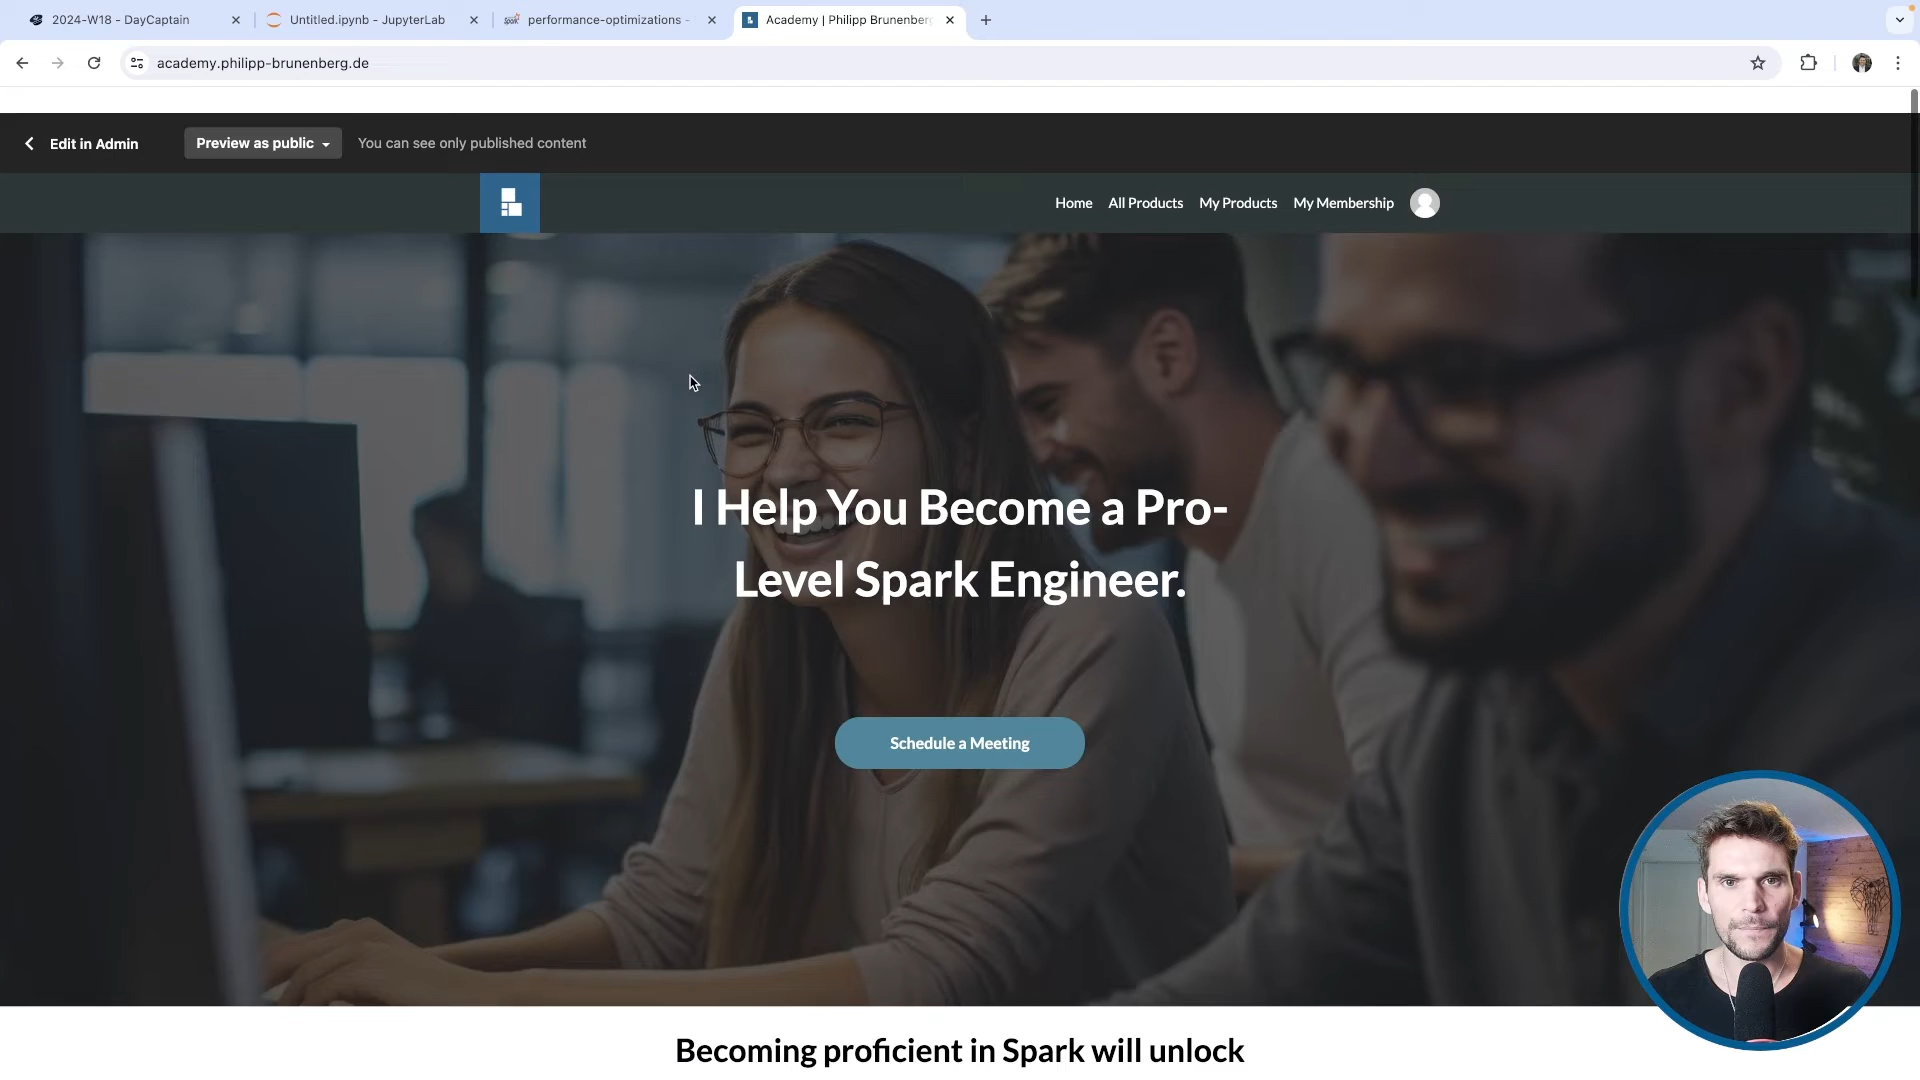 2024-W18 - DayCaptain
Untitled.ipynb - JupyterLab
performance-optimizations -
Academy | Philipp Brunenberg
academy.philipp-brunenberg.de
Edit in Admin
Preview as public
You can see only published content
Home
All Products
My Products
My Membership
I Help You Become a Pro-
Level Spark Engineer.
Schedule a Meeting
Becoming proficient in Spark will unlock